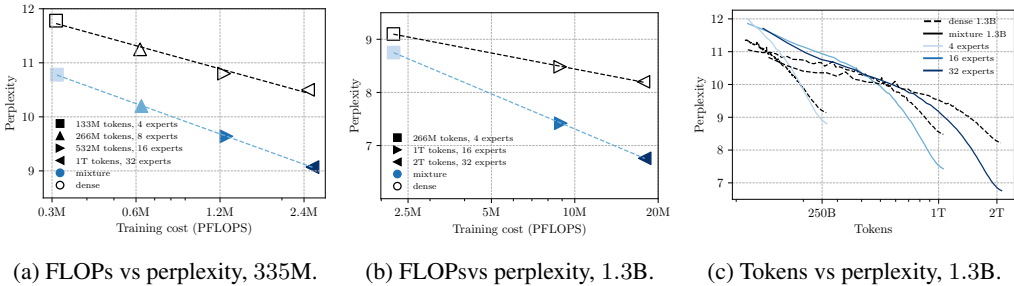 12
11
10
9
Perplexity
133M tokens, 4 experts
266M tokens, 8 experts
532M tokens, 16 experts
1T tokens, 32 experts
mixture
dense
0.3M 0.6M 1.2M 2.4M
Training cost (PFLOPS)
(a) FLOPs vs perplexity, 335M.
9
8
7
Perplexity
266M tokens, 4 experts
1T tokens, 16 experts
2T tokens, 32 experts
mixture
dense
2.5M 5M 10M 20M
Training cost (PFLOPS)
(b) FLOPsvs perplexity, 1.3B.
12
11
10
9
8
7
Perplexity
dense 1.3B
mixture 1.3B
4 experts
16 experts
32 experts
250B 1T 2T
Tokens
(c) Tokens vs perplexity, 1.3B.